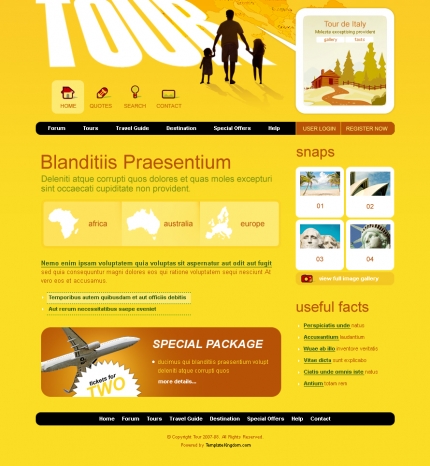 TOUR
Tour de Italy
gallery
facts
HOME
QUOTES
SEARCH
CONTACT
Forum
Tours
Travel Guide
Destination
Special Offers
Help
USER LOGIN
REGISTER NOW
Blanditiis Praesentium
Deleniti atque corrupti quos dolores et quas moles excepturi
sint occaecati cupiditate non provident.
africa
australia
europe
Nemo enim ipsam voluptatem quia voluptas sit aspernatur aut odit aut fugit
sed quia consequuntur magni dolores eos qui ratione voluptatem sequi nesciunt At
vero eos et accusamus.
Temporibus autem quibusdam et aut officiis debitis
Aut rerum necessitatibus saepe eveniet
SPECIAL PACKAGE
ducimus qui blanditiis praesentium volupt
deleniti atque corrupti quos
more details...
tickets for
TWO
snaps
01
02
03
04
view full image gallery
useful facts
Perspiciatis unde natus
Accusantium laudantium
Wisse ab illo inventore veritatis
Vitae dicta sunt explicabo
Ciatis unde omnis iste natus
Antium totam rem
Home
Forum
Tours
Travel Guide
Destination
Special Offers
Help
Contact
© Copyright Tour 2007-08. All Rights Reserved.
Powered by TemplateKingdom.com